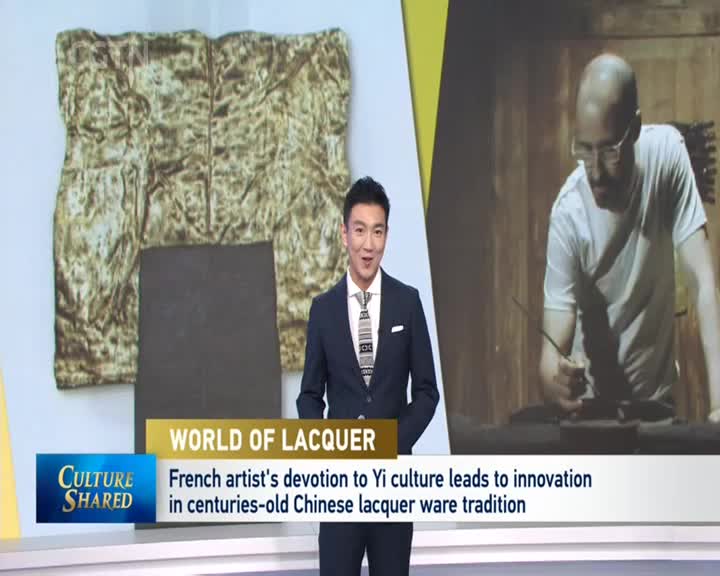 CGTN
WORLD OF LACQUER
CULTURE
SHARED
French artist's devotion to Yi culture leads to innovation
in centuries-old Chinese lacquer ware tradition